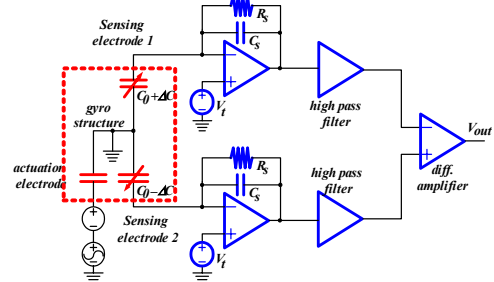 Sensing
electrode 1
R_s
C_s
C_0+ΔC
gyro
structure
V_t
high pass
filter
V_out
diff.
amplifier
actuation
electrode
C_0−ΔC
Sensing
electrode 2
R_s
C_s
V_t
high pass
filter